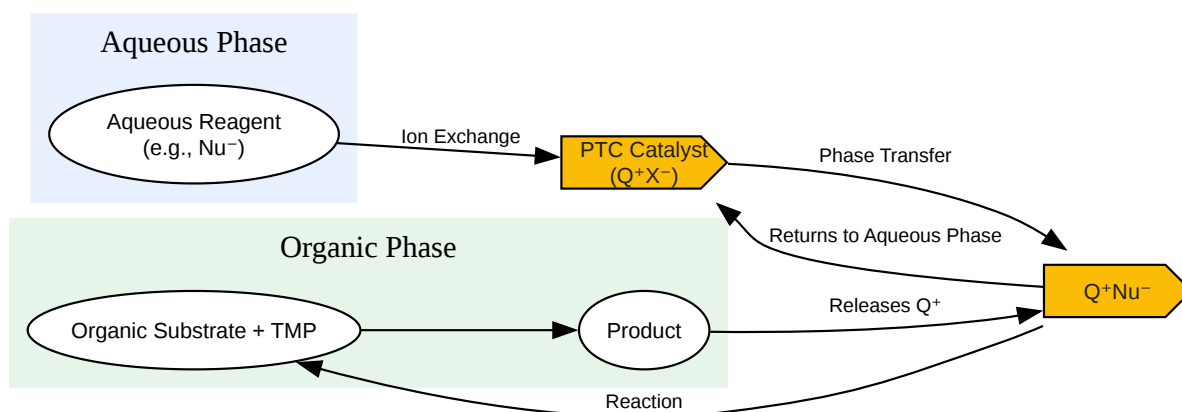 Aqueous Phase
Aqueous Reagent
(e.g., Nu⁻)
Ion Exchange
PTC Catalyst
(Q⁺X⁻)
Phase Transfer
Returns to Aqueous Phase
Organic Phase
Q⁺Nu⁻
Releases Q⁺
Organic Substrate + TMP
Product
Reaction